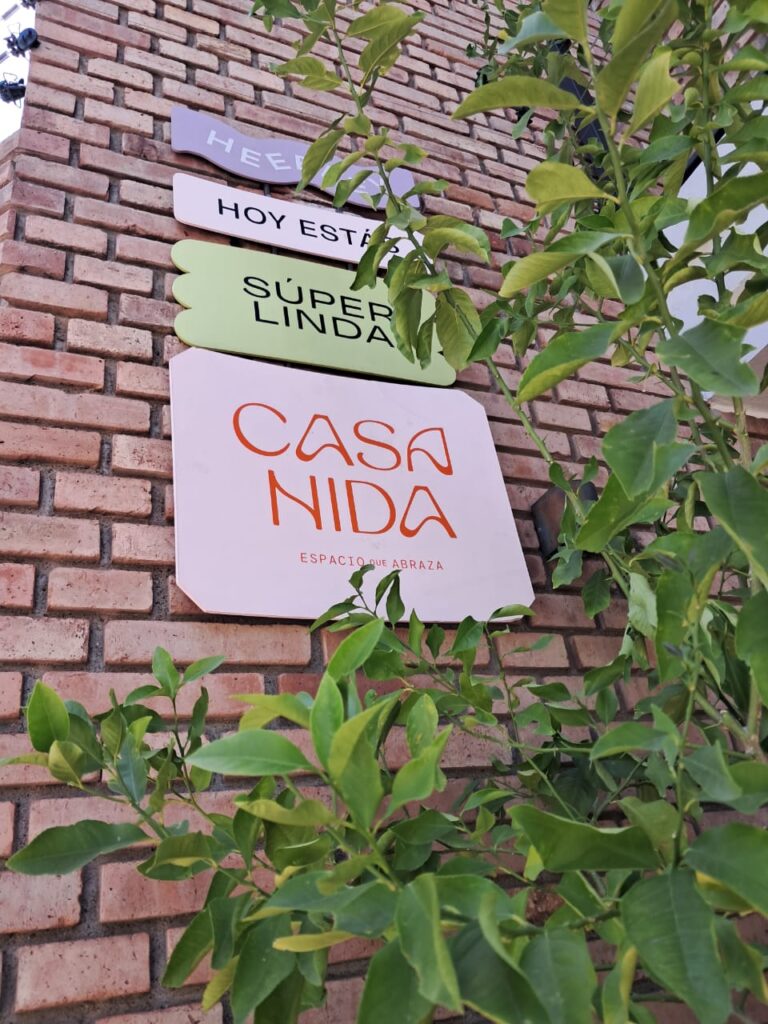 HOY ESTÁS
SÚPER
LINDA
CASA
NIDA
ESPACIO QUE ABRAZA